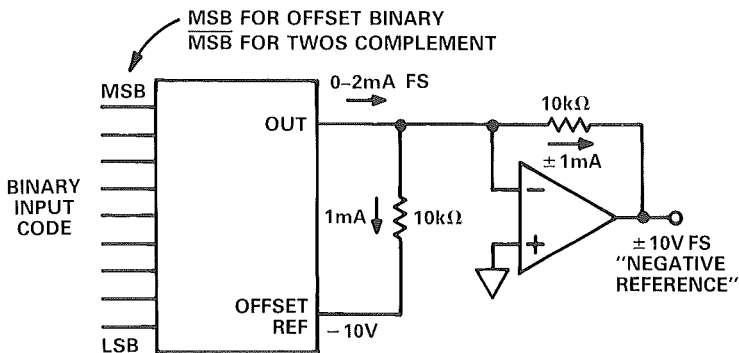 MSB FOR OFFSET BINARY
MSB FOR TWOS COMPLEMENT
MSB
0–2mA FS
OUT
10kΩ
±1mA
BINARY
INPUT
CODE
1mA
10kΩ
−
+
±10V FS
"NEGATIVE
REFERENCE"
OFFSET
REF
−10V
LSB